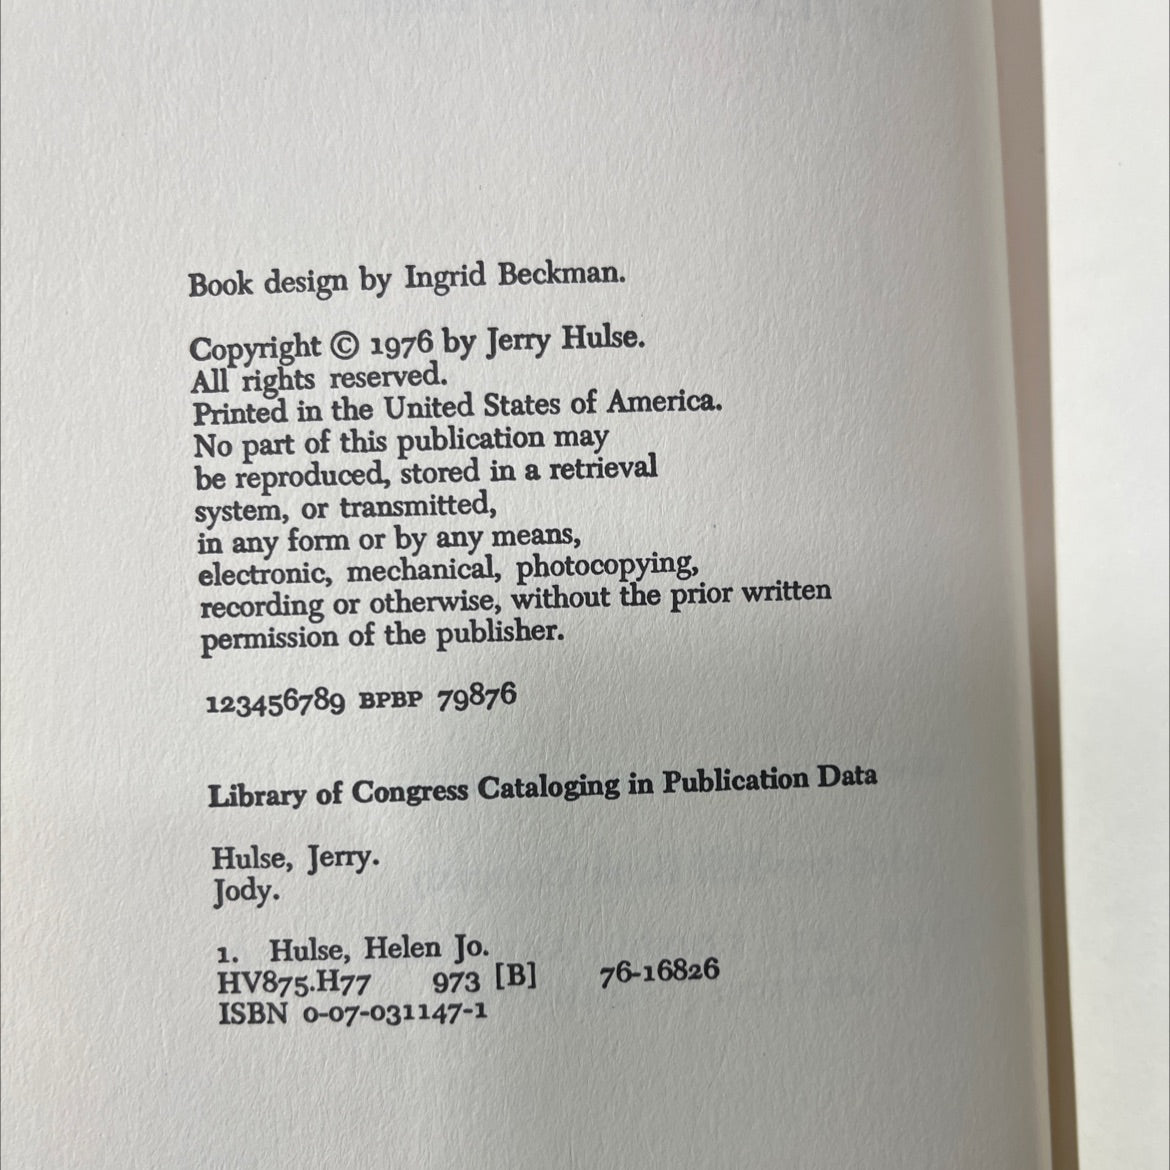 Book design by Ingrid Beckman.
Copyright © 1976 by Jerry Hulse.
All rights reserved.
Printed in the United States of America.
No part of this publication may
be reproduced, stored in a retrieval
system, or transmitted,
in any form or by any means,
electronic, mechanical, photocopying,
recording or otherwise, without the prior written
permission of the publisher.
123456789 BPBP 79876
Library of Congress Cataloging in Publication Data
Hulse, Jerry.
Jody.
1. Hulse, Helen Jo.
HV875.H77 973 [B] 76-16826
ISBN 0-07-031147-1